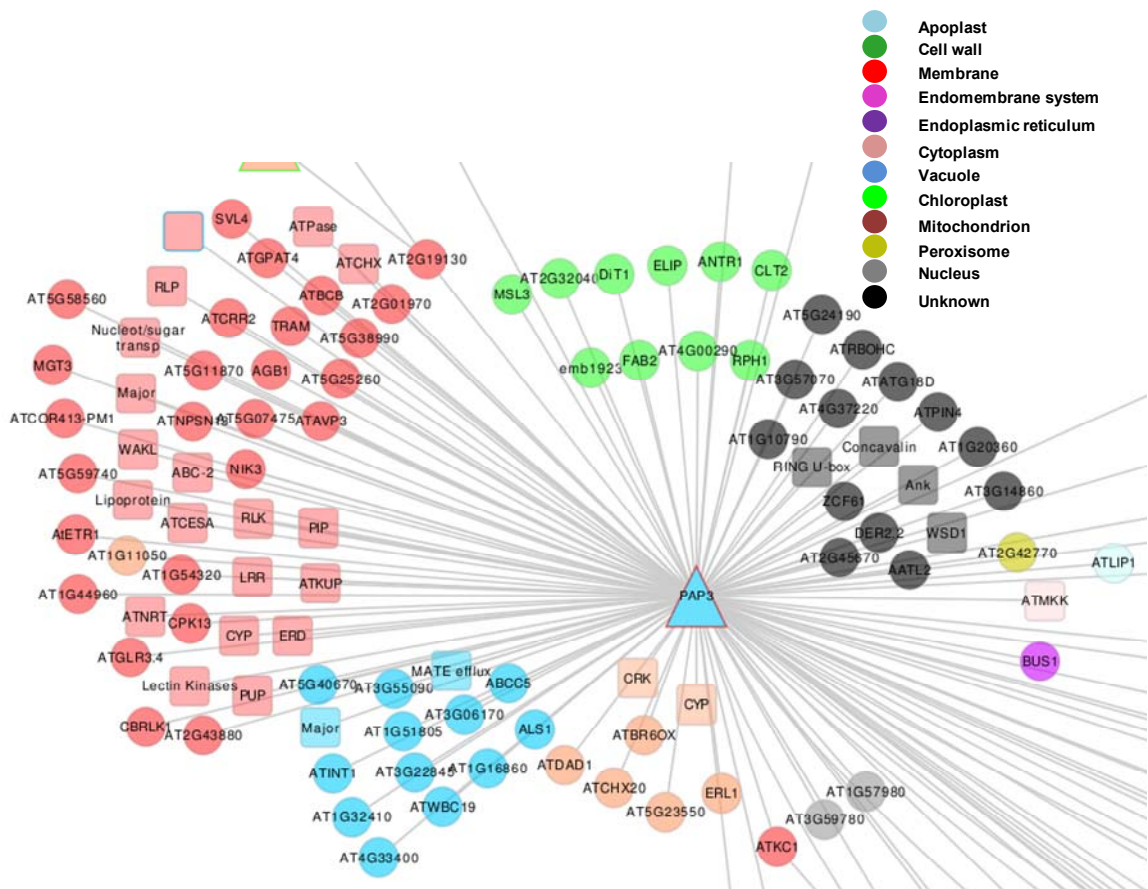 Apoplast
Cell wall
Membrane
Endomembrane system
Endoplasmic reticulum
Cytoplasm
Vacuole
Chloroplast
Mitochondrion
Peroxisome
Nucleus
Unknown
SVL4
ATPase
ATGPAT4
ATCHX
AT2G19130
RLP
AT5G58560
ATBCB
AT2G01970
ATCRR2
TRAM
Nucleot/sugar
transp
AT5G38990
MGT3
AT5G11870
AGB1
AT5G25260
Major
ATCOR413-PM1
ATNPSN13
AT5G07475
ATAVP3
WAKL
AT5G59740
ABC-2
NIK3
Lipoprotein
ATCESA
RLK
PIP
AtETR1
AT1G11050
AT1G54320
LRR
ATKUP
AT1G44960
ATNRT
CPK13
CYP
ERD
ATGLR3.4
Lectin Kinases
PUP
CBRLK1
AT2G43880
MSL3
AT2G32040
DiT1
ELIP
ANTR1
CLT2
emb1923
FAB2
AT4G00290
RPH1
AT5G24190
ATRBOHC
AT3G57070
ATATG18D
AT4G37220
ATPIN4
AT1G10790
Concavalin
AT1G20360
RING U-box
Ank
AT3G14860
ZCF61
DER2.2
WSD1
AT2G45670
AATL2
AT2G42770
ATLIP1
PAP3
ATMKK
BUS1
AT5G40670
AT3G55090
MATE efflux
ABCC5
Major
AT1G51805
AT3G06170
ALS1
ATINT1
AT3G22845
AT1G16860
AT1G32410
ATWBC19
AT4G33400
CRK
CYP
ATBR6OX
ATDAD1
ATCHX20
AT5G23550
ERL1
AT1G57980
AT3G59780
ATKC1